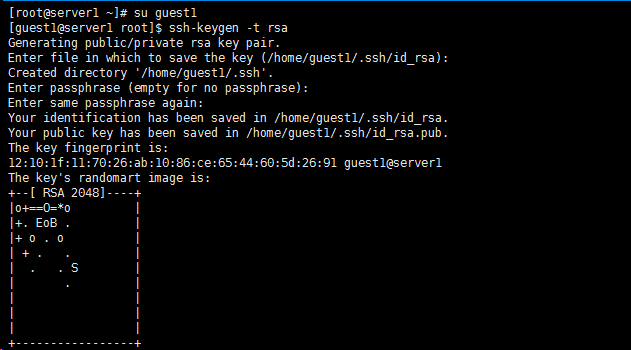 [root@server1 ~]# su guest1
[guest1@server1 root]$ ssh-keygen -t rsa
Generating public/private rsa key pair.
Enter file in which to save the key (/home/guest1/.ssh/id_rsa):
Created directory '/home/guest1/.ssh'.
Enter passphrase (empty for no passphrase):
Enter same passphrase again:
Your identification has been saved in /home/guest1/.ssh/id_rsa.
Your public key has been saved in /home/guest1/.ssh/id_rsa.pub.
The key fingerprint is:
12:10:1f:11:70:26:ab:10:86:ce:65:44:60:5d:26:91 guest1@server1
The key's randomart image is:
+--[ RSA 2048]----+
|o+==O=*o         |
|+. EoB .         |
|+ o . o          |
| + .   .         |
|  .   . S        |
|       .         |
|                 |
|                 |
|                 |
+-----------------+